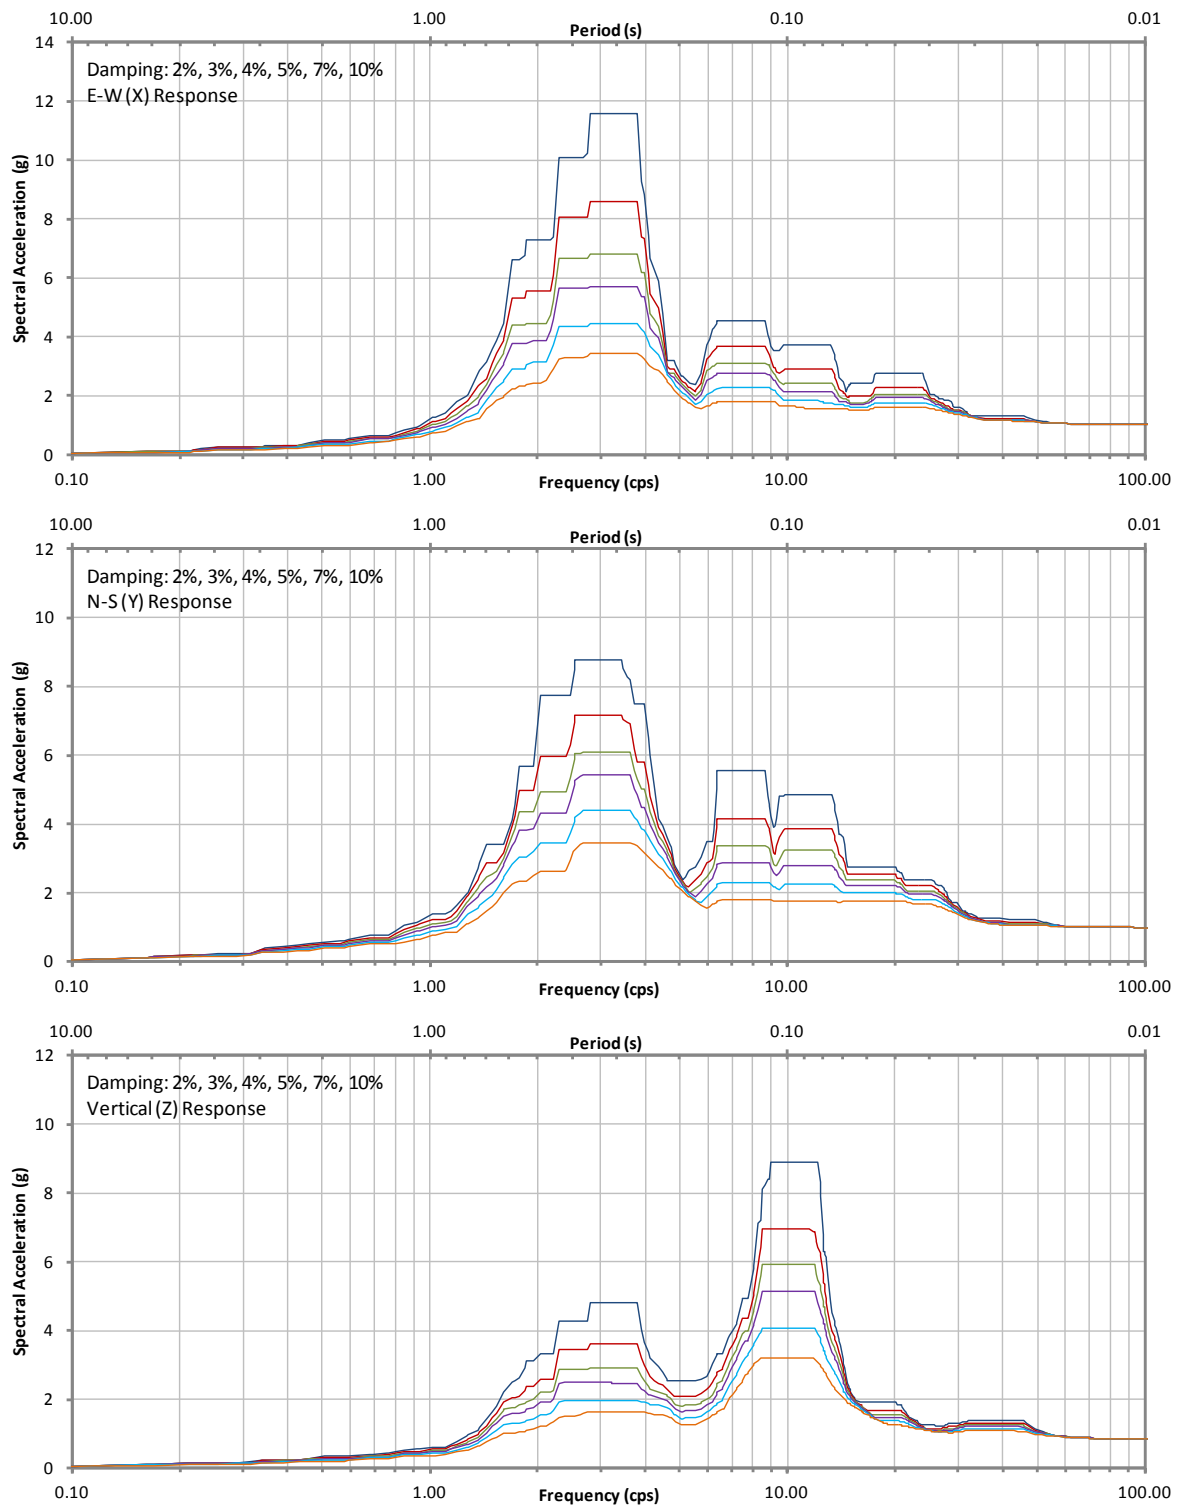 10.00 1.00 0.10 0.01
Period (s)
14
12
10
8
6
4
2
0
Spectral Acceleration (g)
Damping: 2%, 3%, 4%, 5%, 7%, 10%
E-W (X) Response
0.10 1.00 10.00 100.00
Frequency (cps)
10.00 1.00 0.10 0.01
Period (s)
12
10
8
6
4
2
0
Spectral Acceleration (g)
Damping: 2%, 3%, 4%, 5%, 7%, 10%
N-S (Y) Response
0.10 1.00 10.00 100.00
Frequency (cps)
10.00 1.00 0.10 0.01
Period (s)
12
10
8
6
4
2
0
Spectral Acceleration (g)
Damping: 2%, 3%, 4%, 5%, 7%, 10%
Vertical (Z) Response
0.10 1.00 10.00 100.00
Frequency (cps)